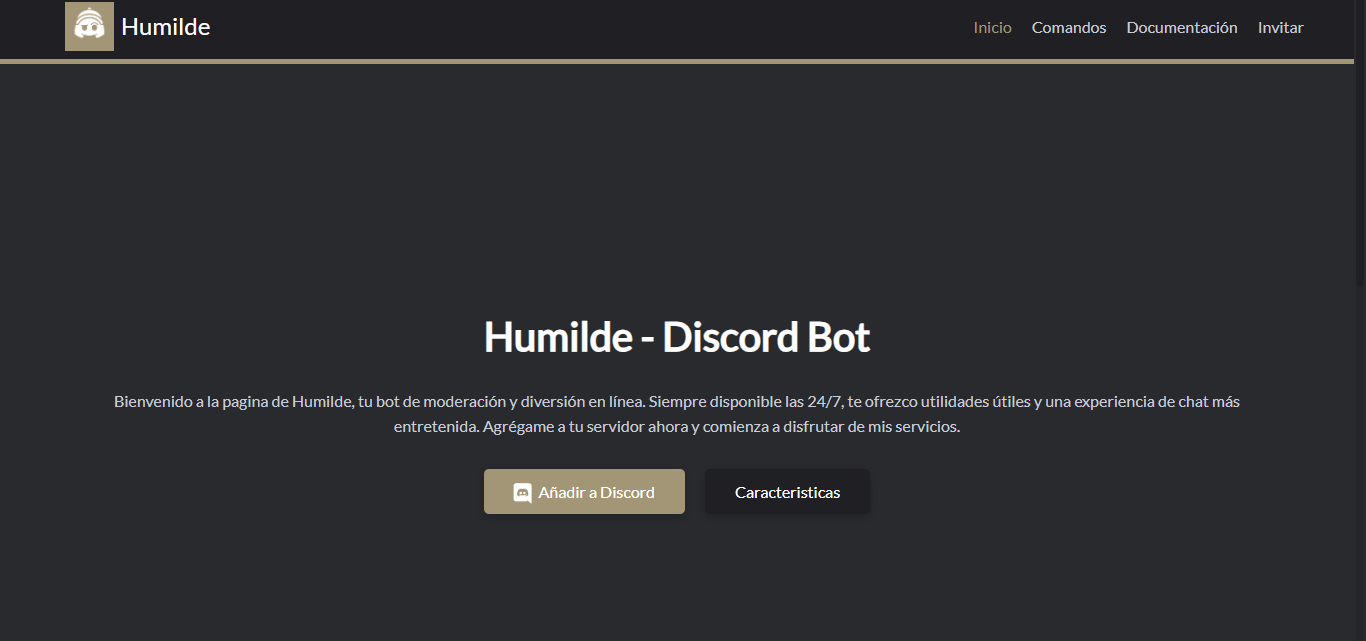 Humilde
Inicio Comandos Documentación Invitar
Humilde - Discord Bot
Bienvenido a la pagina de Humilde, tu bot de moderación y diversión en línea. Siempre disponible las 24/7, te ofrezco utilidades útiles y una experiencia de chat más
entretenida. Agrégame a tu servidor ahora y comienza a disfrutar de mis servicios.
Añadir a Discord
Caracteristicas